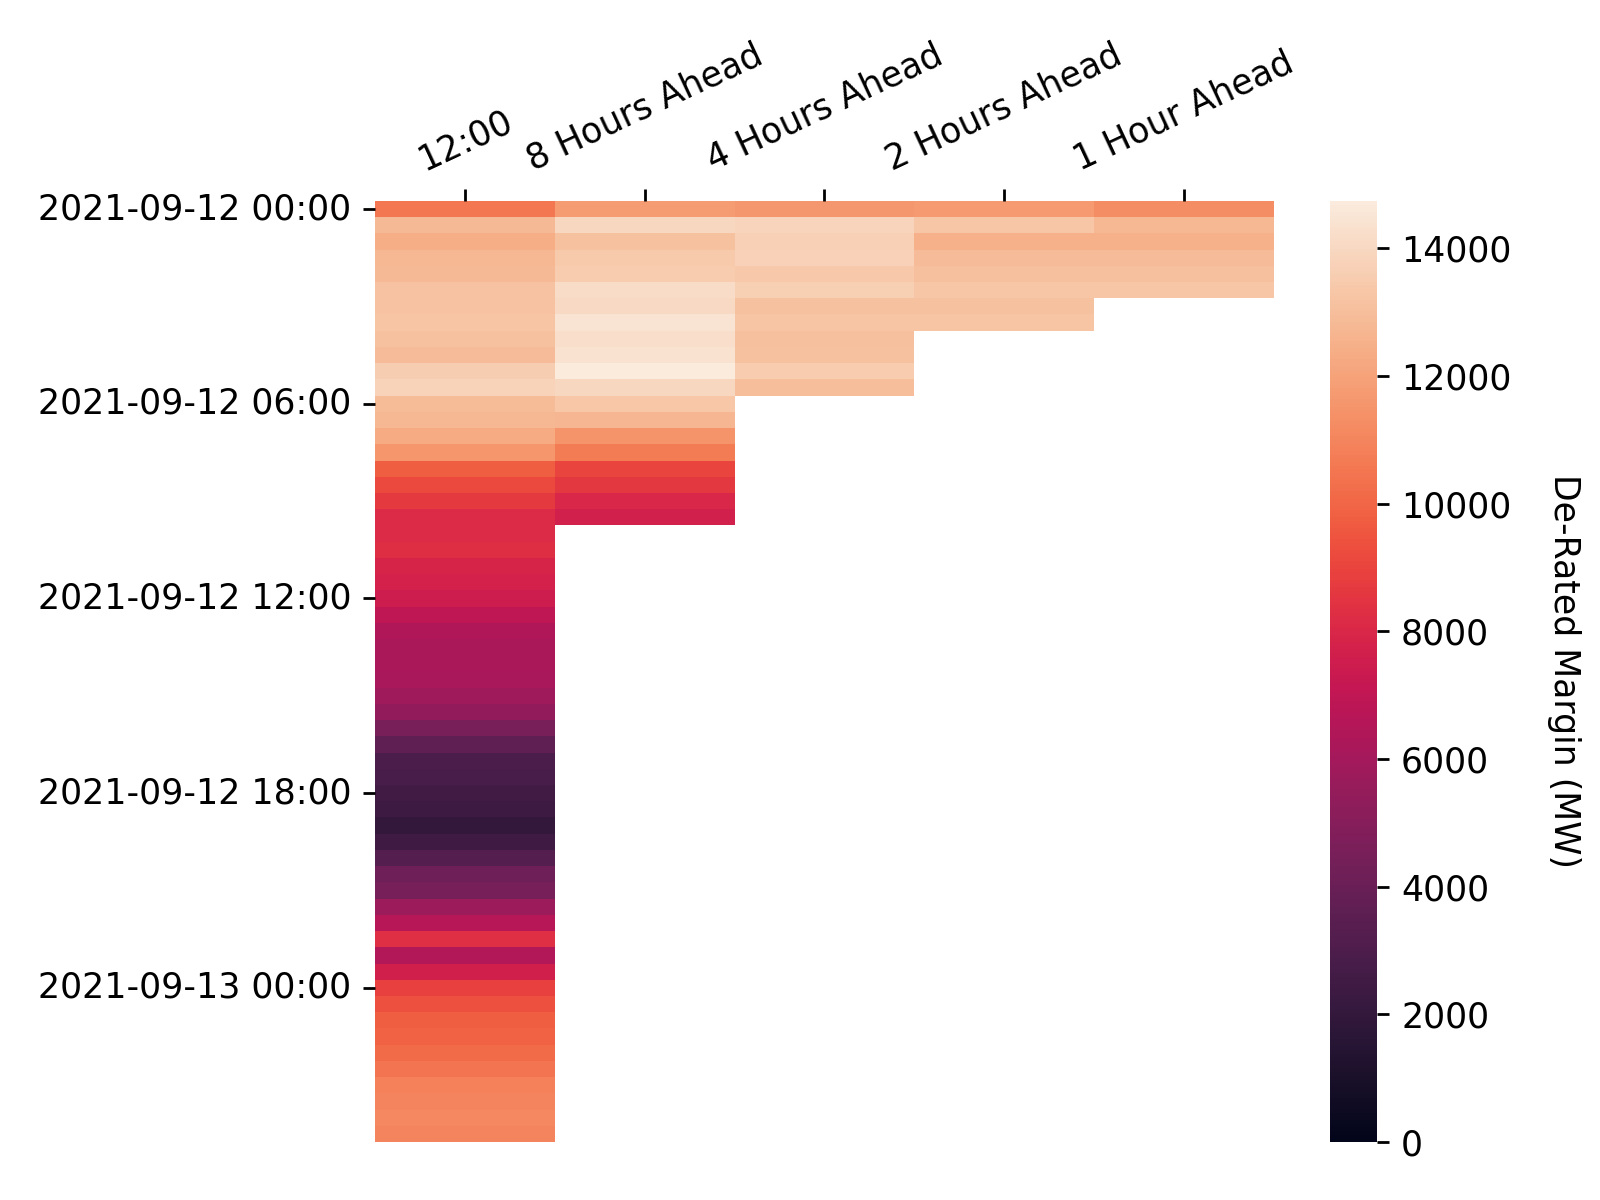 12:00
8 Hours Ahead
4 Hours Ahead
2 Hours Ahead
1 Hour Ahead
2021-09-12 00:00
2021-09-12 06:00
2021-09-12 12:00
2021-09-12 18:00
2021-09-13 00:00
14000
12000
10000
8000
6000
4000
2000
0
De-Rated Margin (MW)